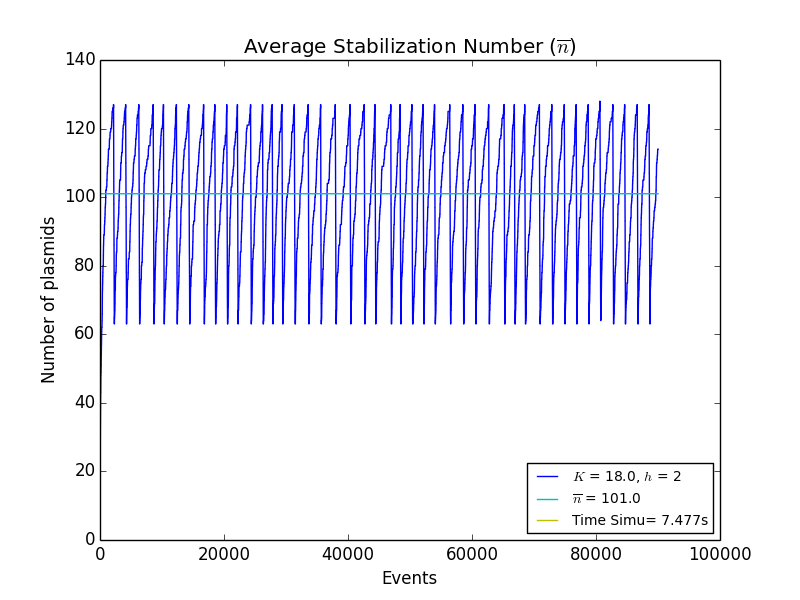 Average Stabilization Number (n̅)
140
120
100
80
60
40
20
0
Number of plasmids
K = 18.0, h = 2
n̅ = 101.0
Time Simu= 7.477s
0 20000 40000 60000 80000 100000
Events